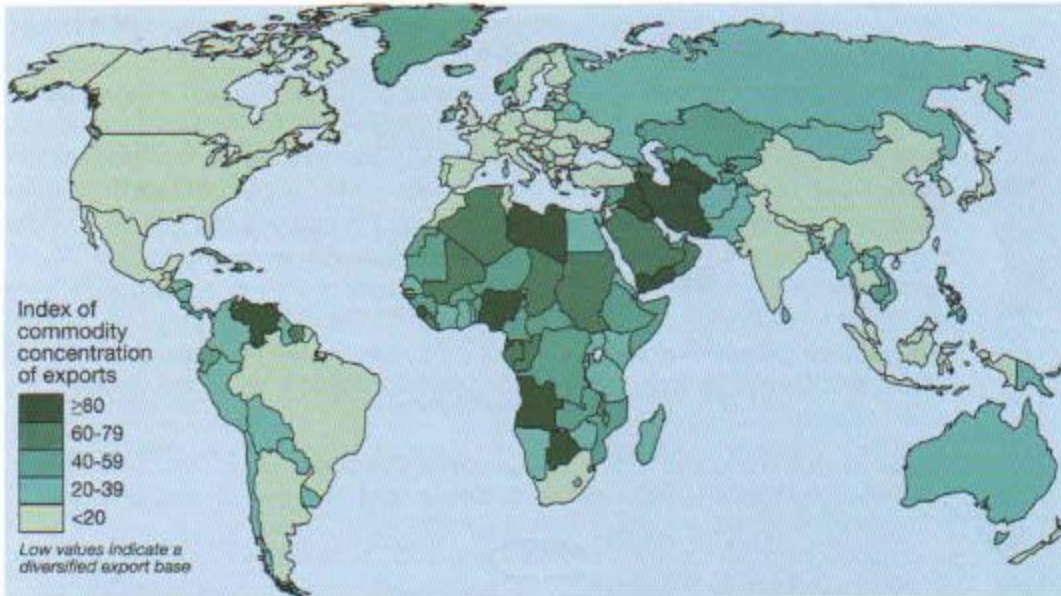 Index of
commodity
concentration
of exports
≥80
60-79
40-59
20-39
<20
Low values indicate a
diversified export base